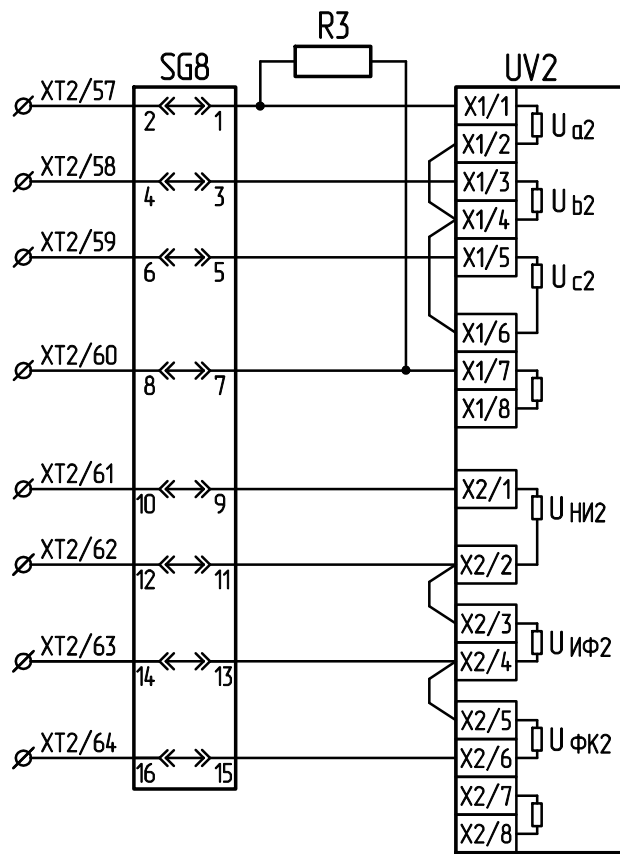 R3
SG8
UV2
XT2/57
2
1
X1/1
U a2
X1/2
XT2/58
4
3
X1/3
U b2
X1/4
XT2/59
6
5
X1/5
U c2
X1/6
XT2/60
8
7
X1/7
X1/8
XT2/61
10
9
X2/1
U НИ2
XT2/62
12
11
X2/2
X2/3
U ИФ2
XT2/63
14
13
X2/4
X2/5
U ФК2
XT2/64
16
15
X2/6
X2/7
X2/8